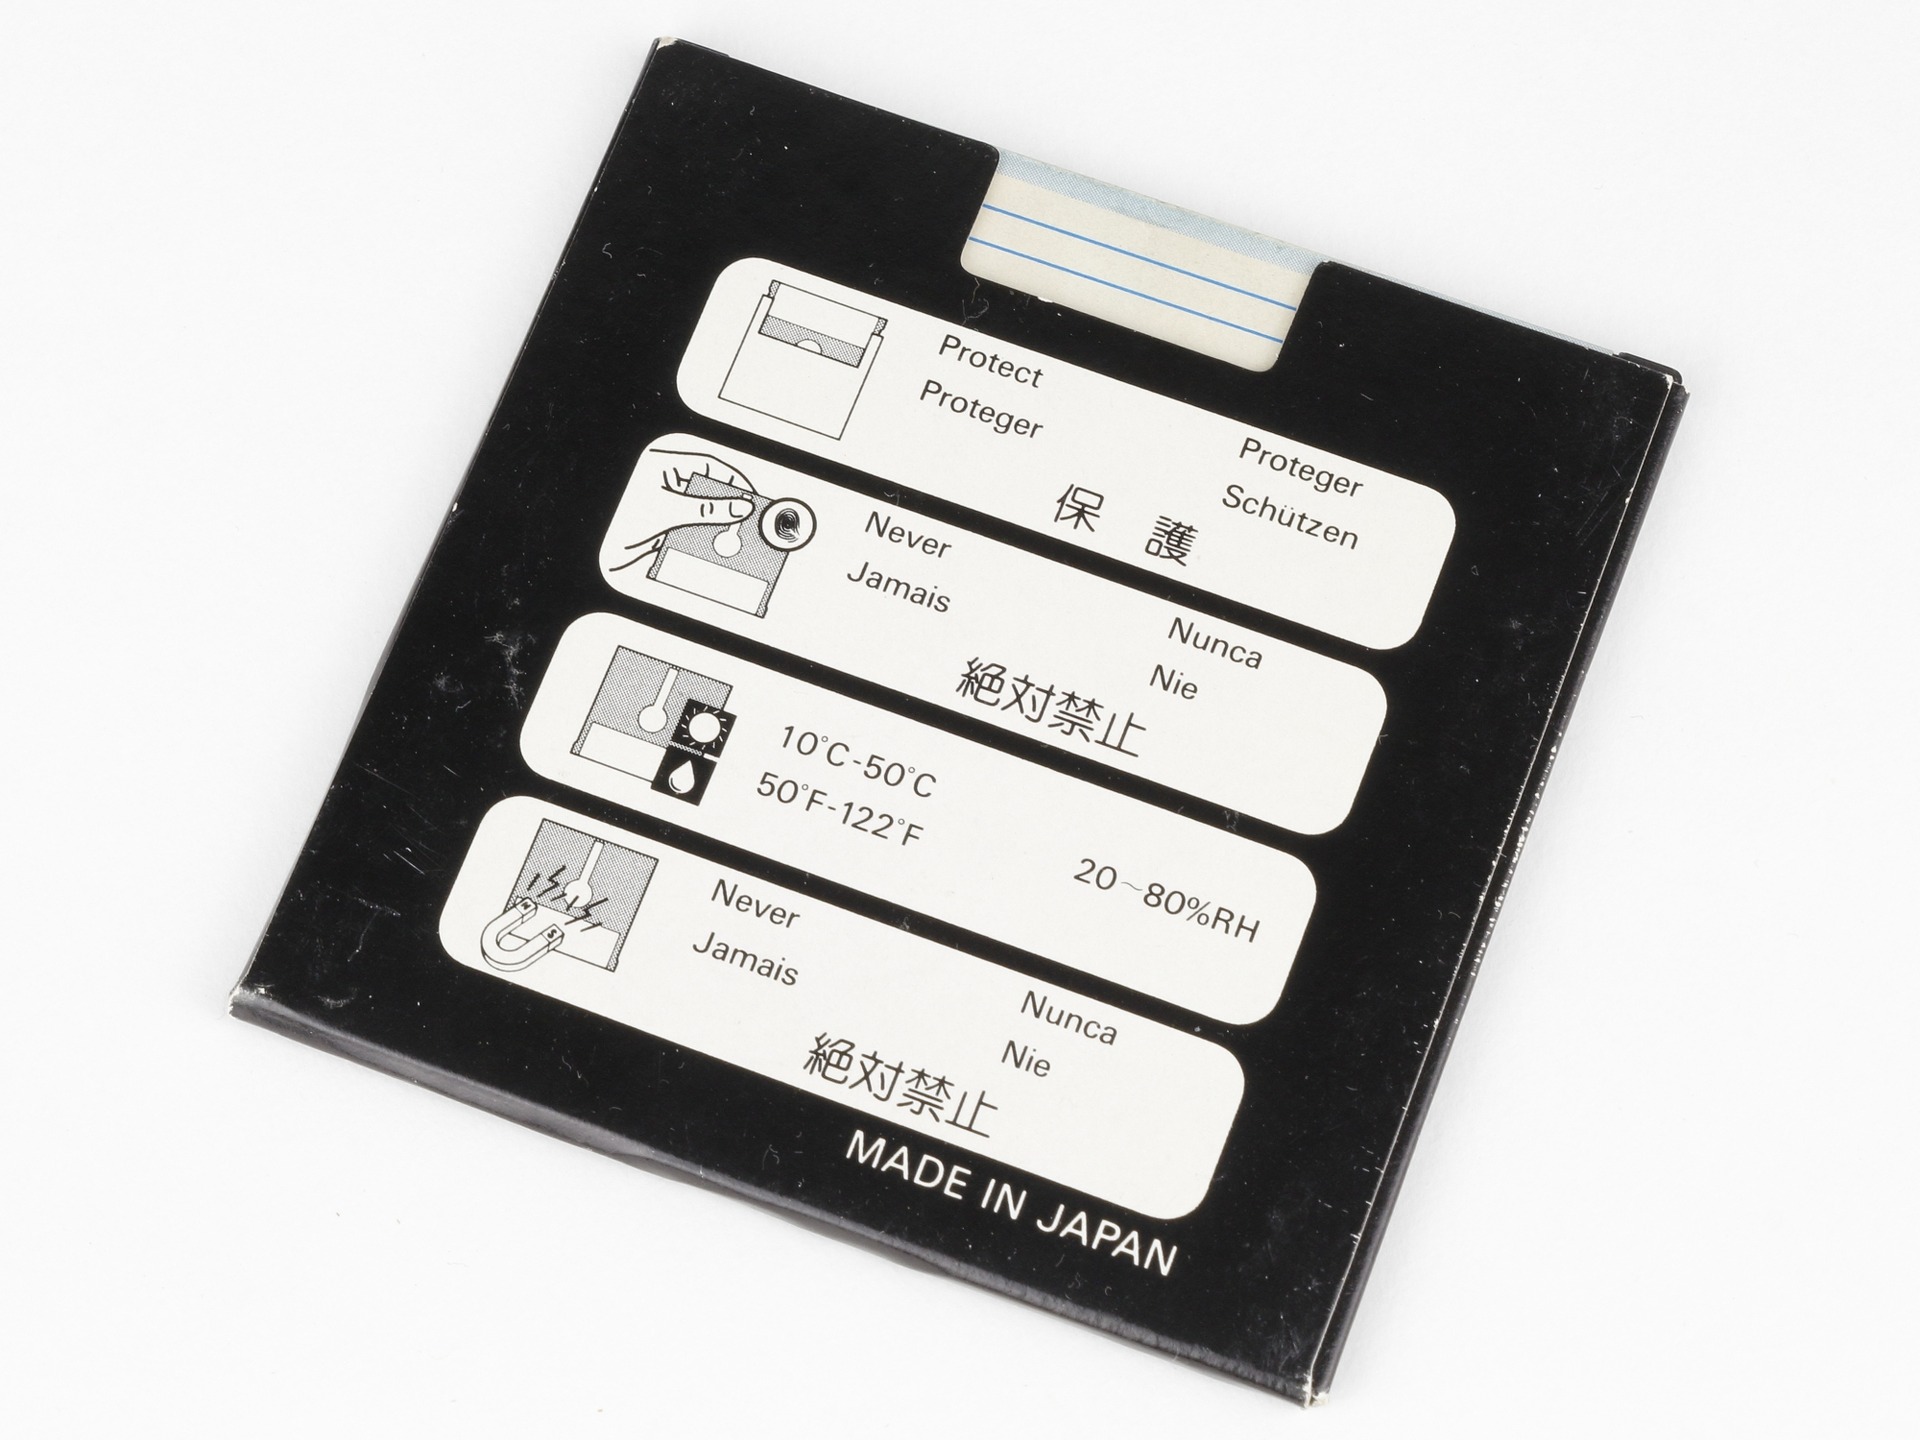 Protect
Proteger
Proteger
Schützen
保 護
Never
Jamais
Nunca
Nie
絶対禁止
10°C-50°C
50°F-122°F
20~80%RH
Never
Jamais
Nunca
Nie
絶対禁止
N
S
MADE IN JAPAN